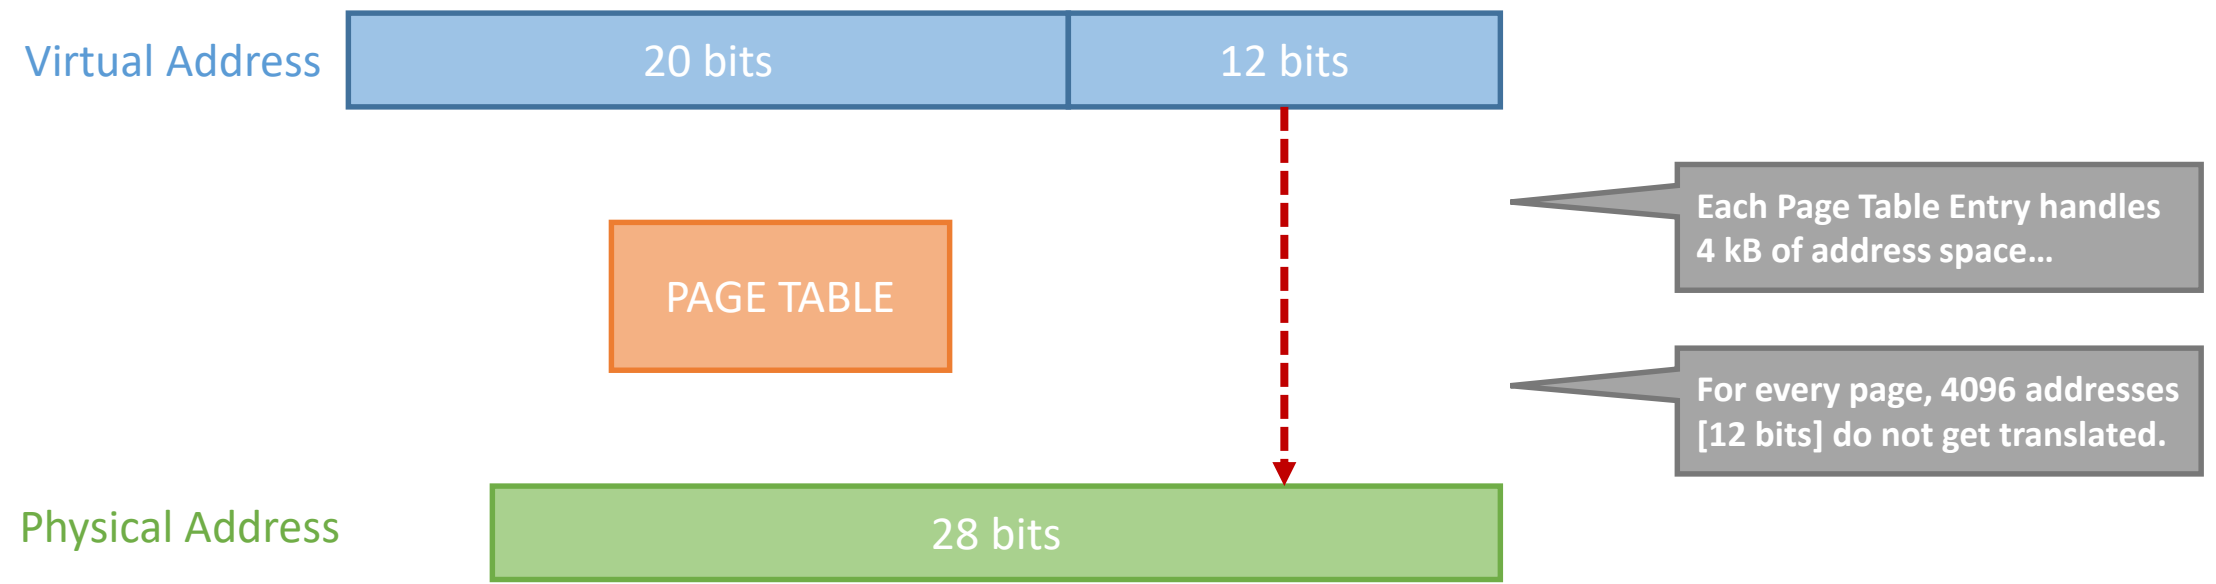 Virtual Address
20 bits
12 bits
Each Page Table Entry handles
4 kB of address space…
PAGE TABLE
For every page, 4096 addresses
[12 bits] do not get translated.
Physical Address
28 bits